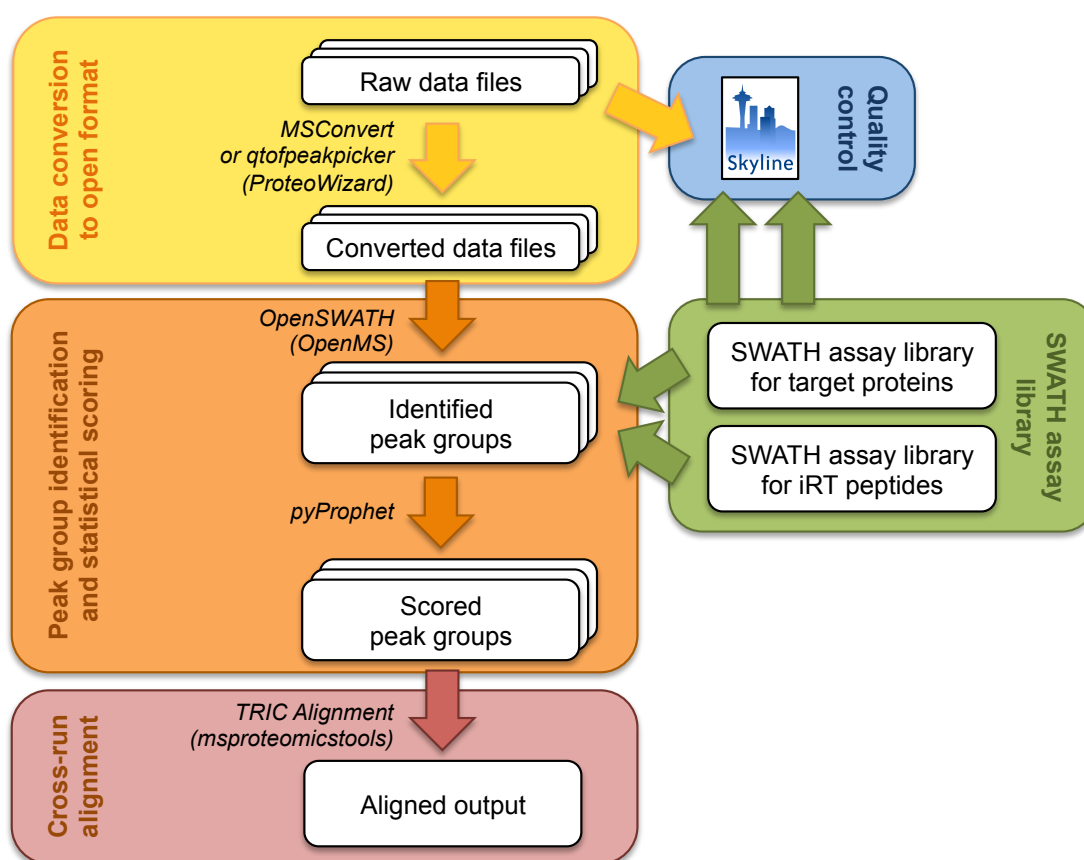 Data conversion
to open format
Raw data files
MSConvert
or qtofpeakpicker
(ProteoWizard)
Converted data files
Skyline
Quality
control
Peak group identification
and statistical scoring
OpenSWATH
(OpenMS)
Identified
peak groups
pyProphet
Scored
peak groups
SWATH assay library
for target proteins
SWATH assay library
for iRT peptides
SWATH assay
library
Cross-run
alignment
TRIC Alignment
(msproteomicstools)
Aligned output